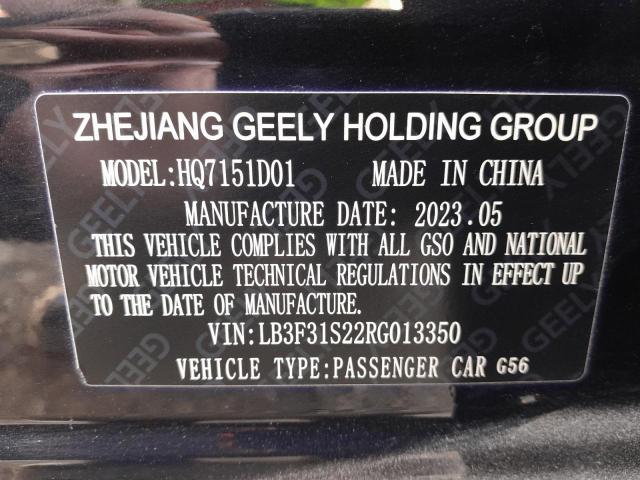 ZHEJIANG GEELY HOLDING GROUP
MODEL:HQ7151D01 MADE IN CHINA
MANUFACTURE DATE: 2023.05
THIS VEHICLE COMPLIES WITH ALL GSO AND NATIONAL
MOTOR VEHICLE TECHNICAL REGULATIONS IN EFFECT UP
TO THE DATE OF MANUFACTURE.
VIN:LB3F31S22RG013350
VEHICLE TYPE:PASSENGER CAR G56